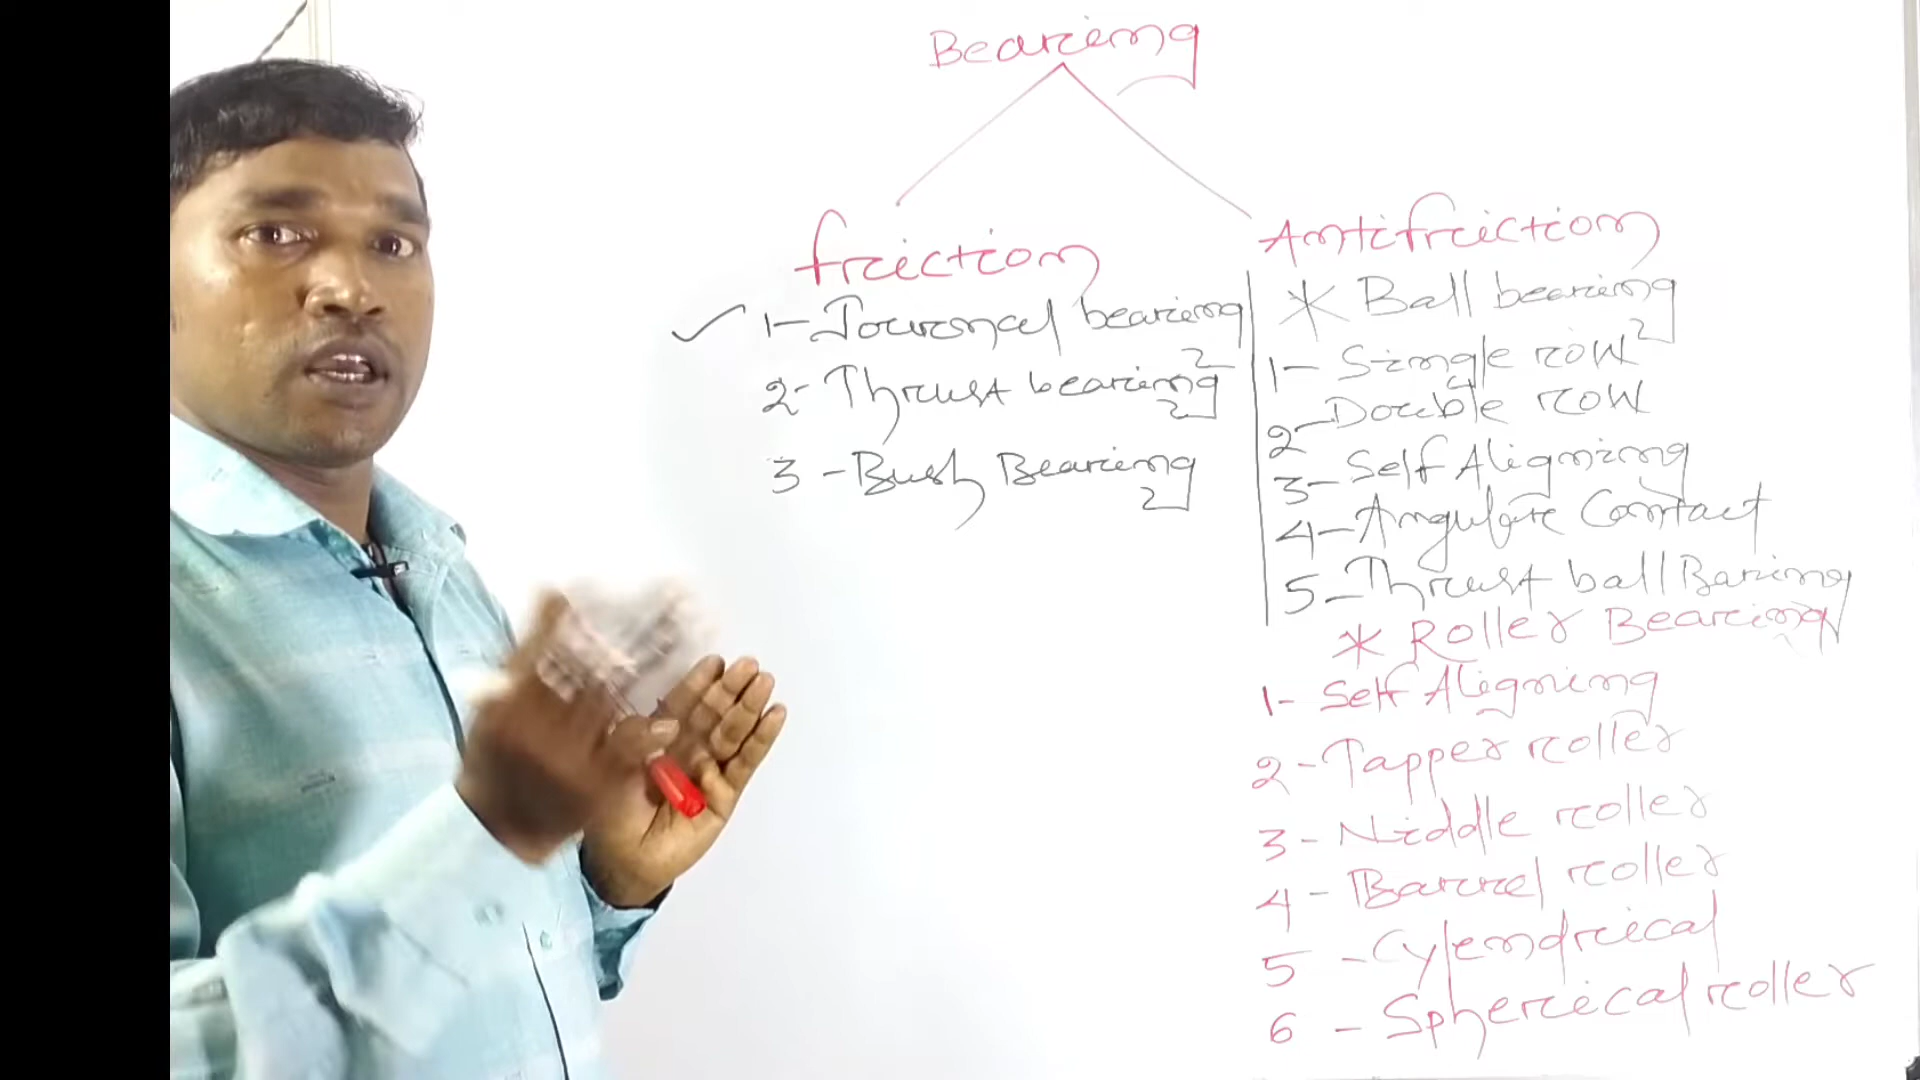 Bearing
friction
1- Journal bearing
2- Thrust bearing
3 - Bush Bearing
Antifriction
* Ball bearing
1- Single row
2- Double row
3- Self Aligning
4- Angular Contact
5- Thrust ball Baring
* Roller Bearing
1- Self Aligning
2- Tapper roller
3- Niddle roller
4- Barrel roller
5 - Cylendrical
6 - Spherical roller